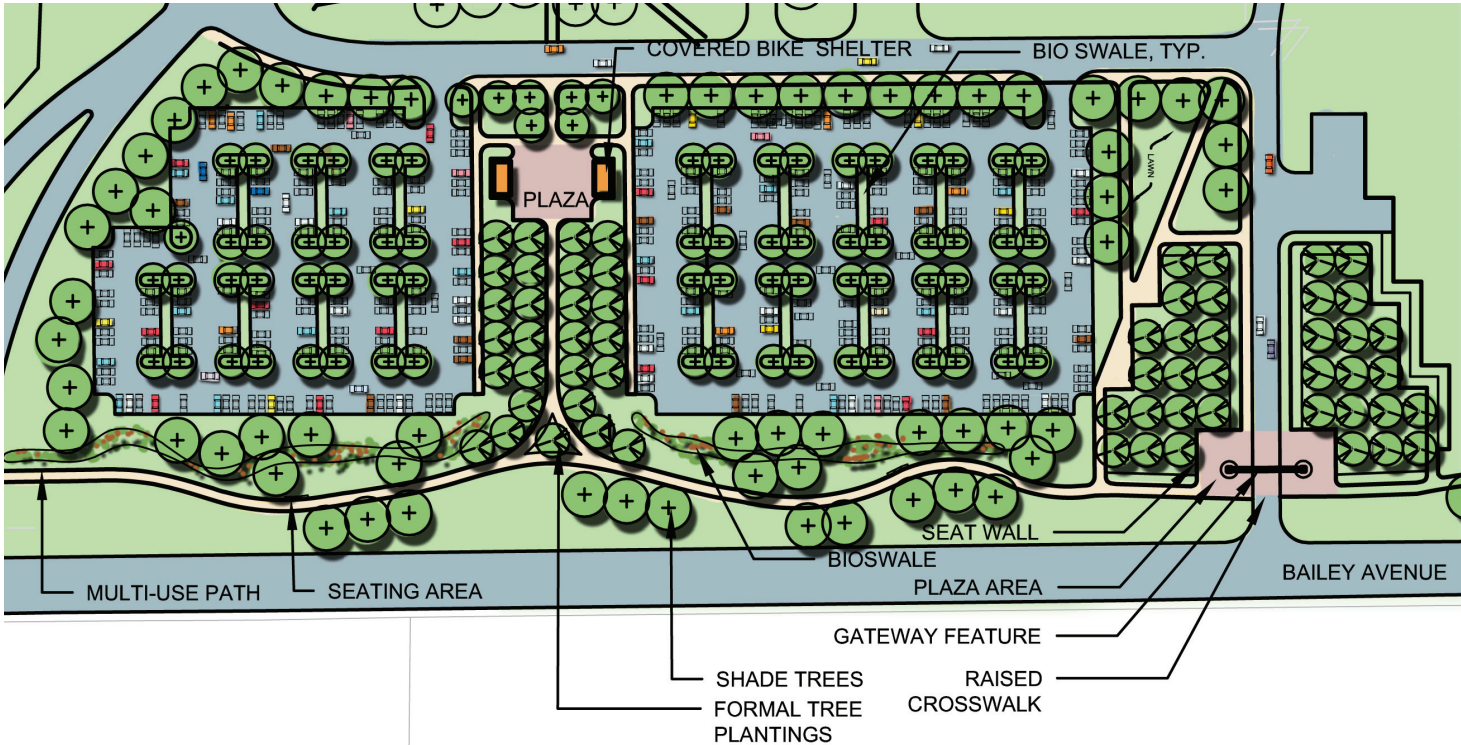 COVERED BIKE SHELTER
BIO SWALE, TYP.
LAWN
PLAZA
SEAT WALL
BIOSWALE
BAILEY AVENUE
MULTI-USE PATH
SEATING AREA
PLAZA AREA
GATEWAY FEATURE
SHADE TREES
RAISED
CROSSWALK
FORMAL TREE
PLANTINGS